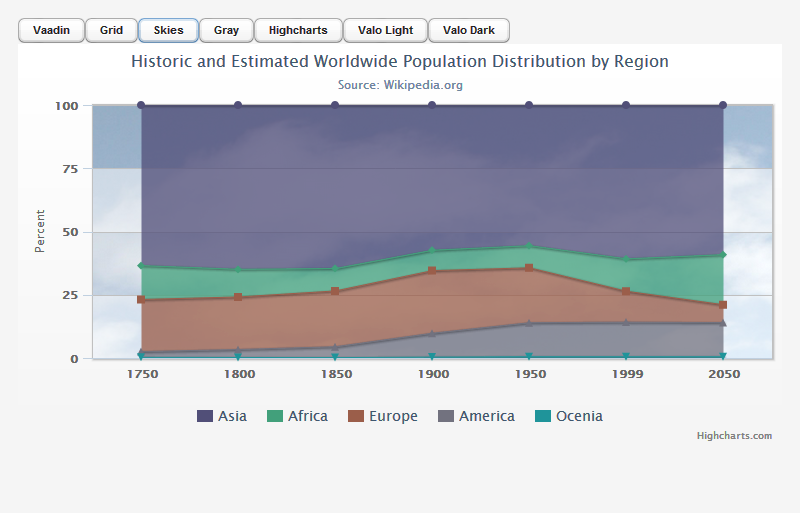 Vaadin Grid Skies Gray Highcharts Valo Light Valo Dark
Historic and Estimated Worldwide Population Distribution by Region
Source: Wikipedia.org
Percent
100
75
50
25
0
1750 1800 1850 1900 1950 1999 2050
Asia Africa Europe America Ocenia
Highcharts.com